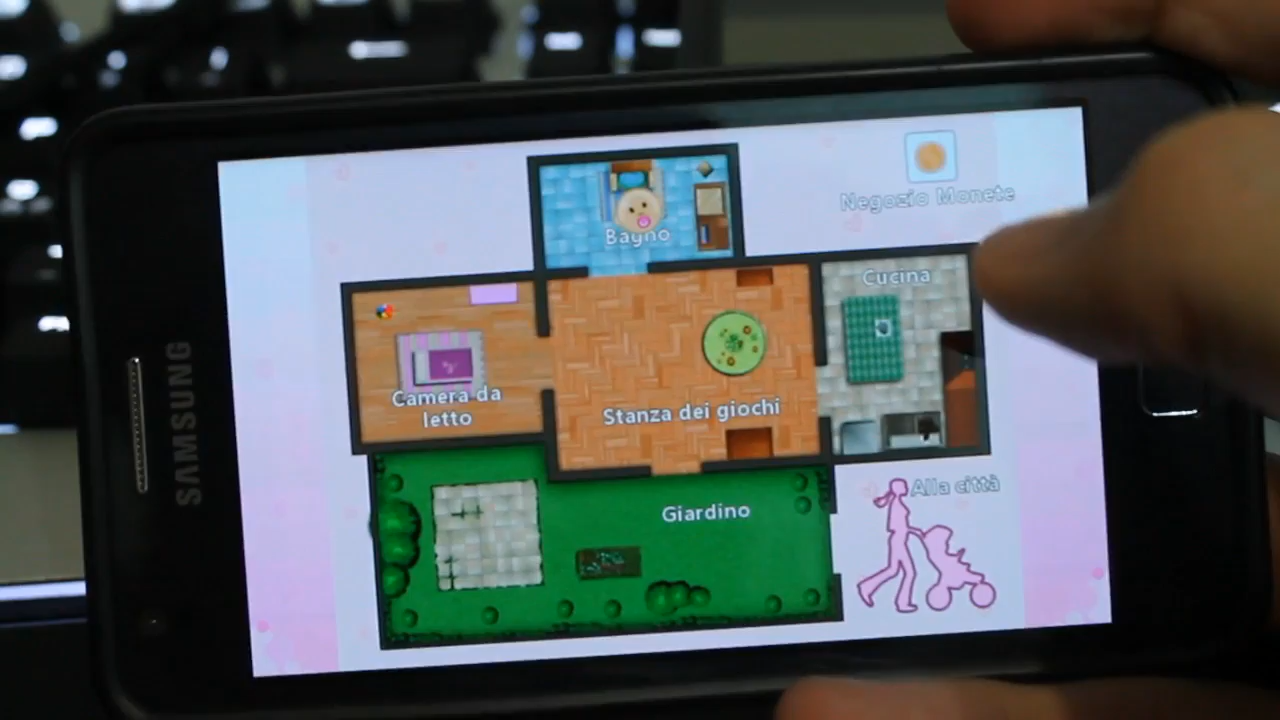 SAMSUNG
Negozio Monete
Bagno
Cucina
Camera da
letto
Stanza dei giochi
Alla città
Giardino